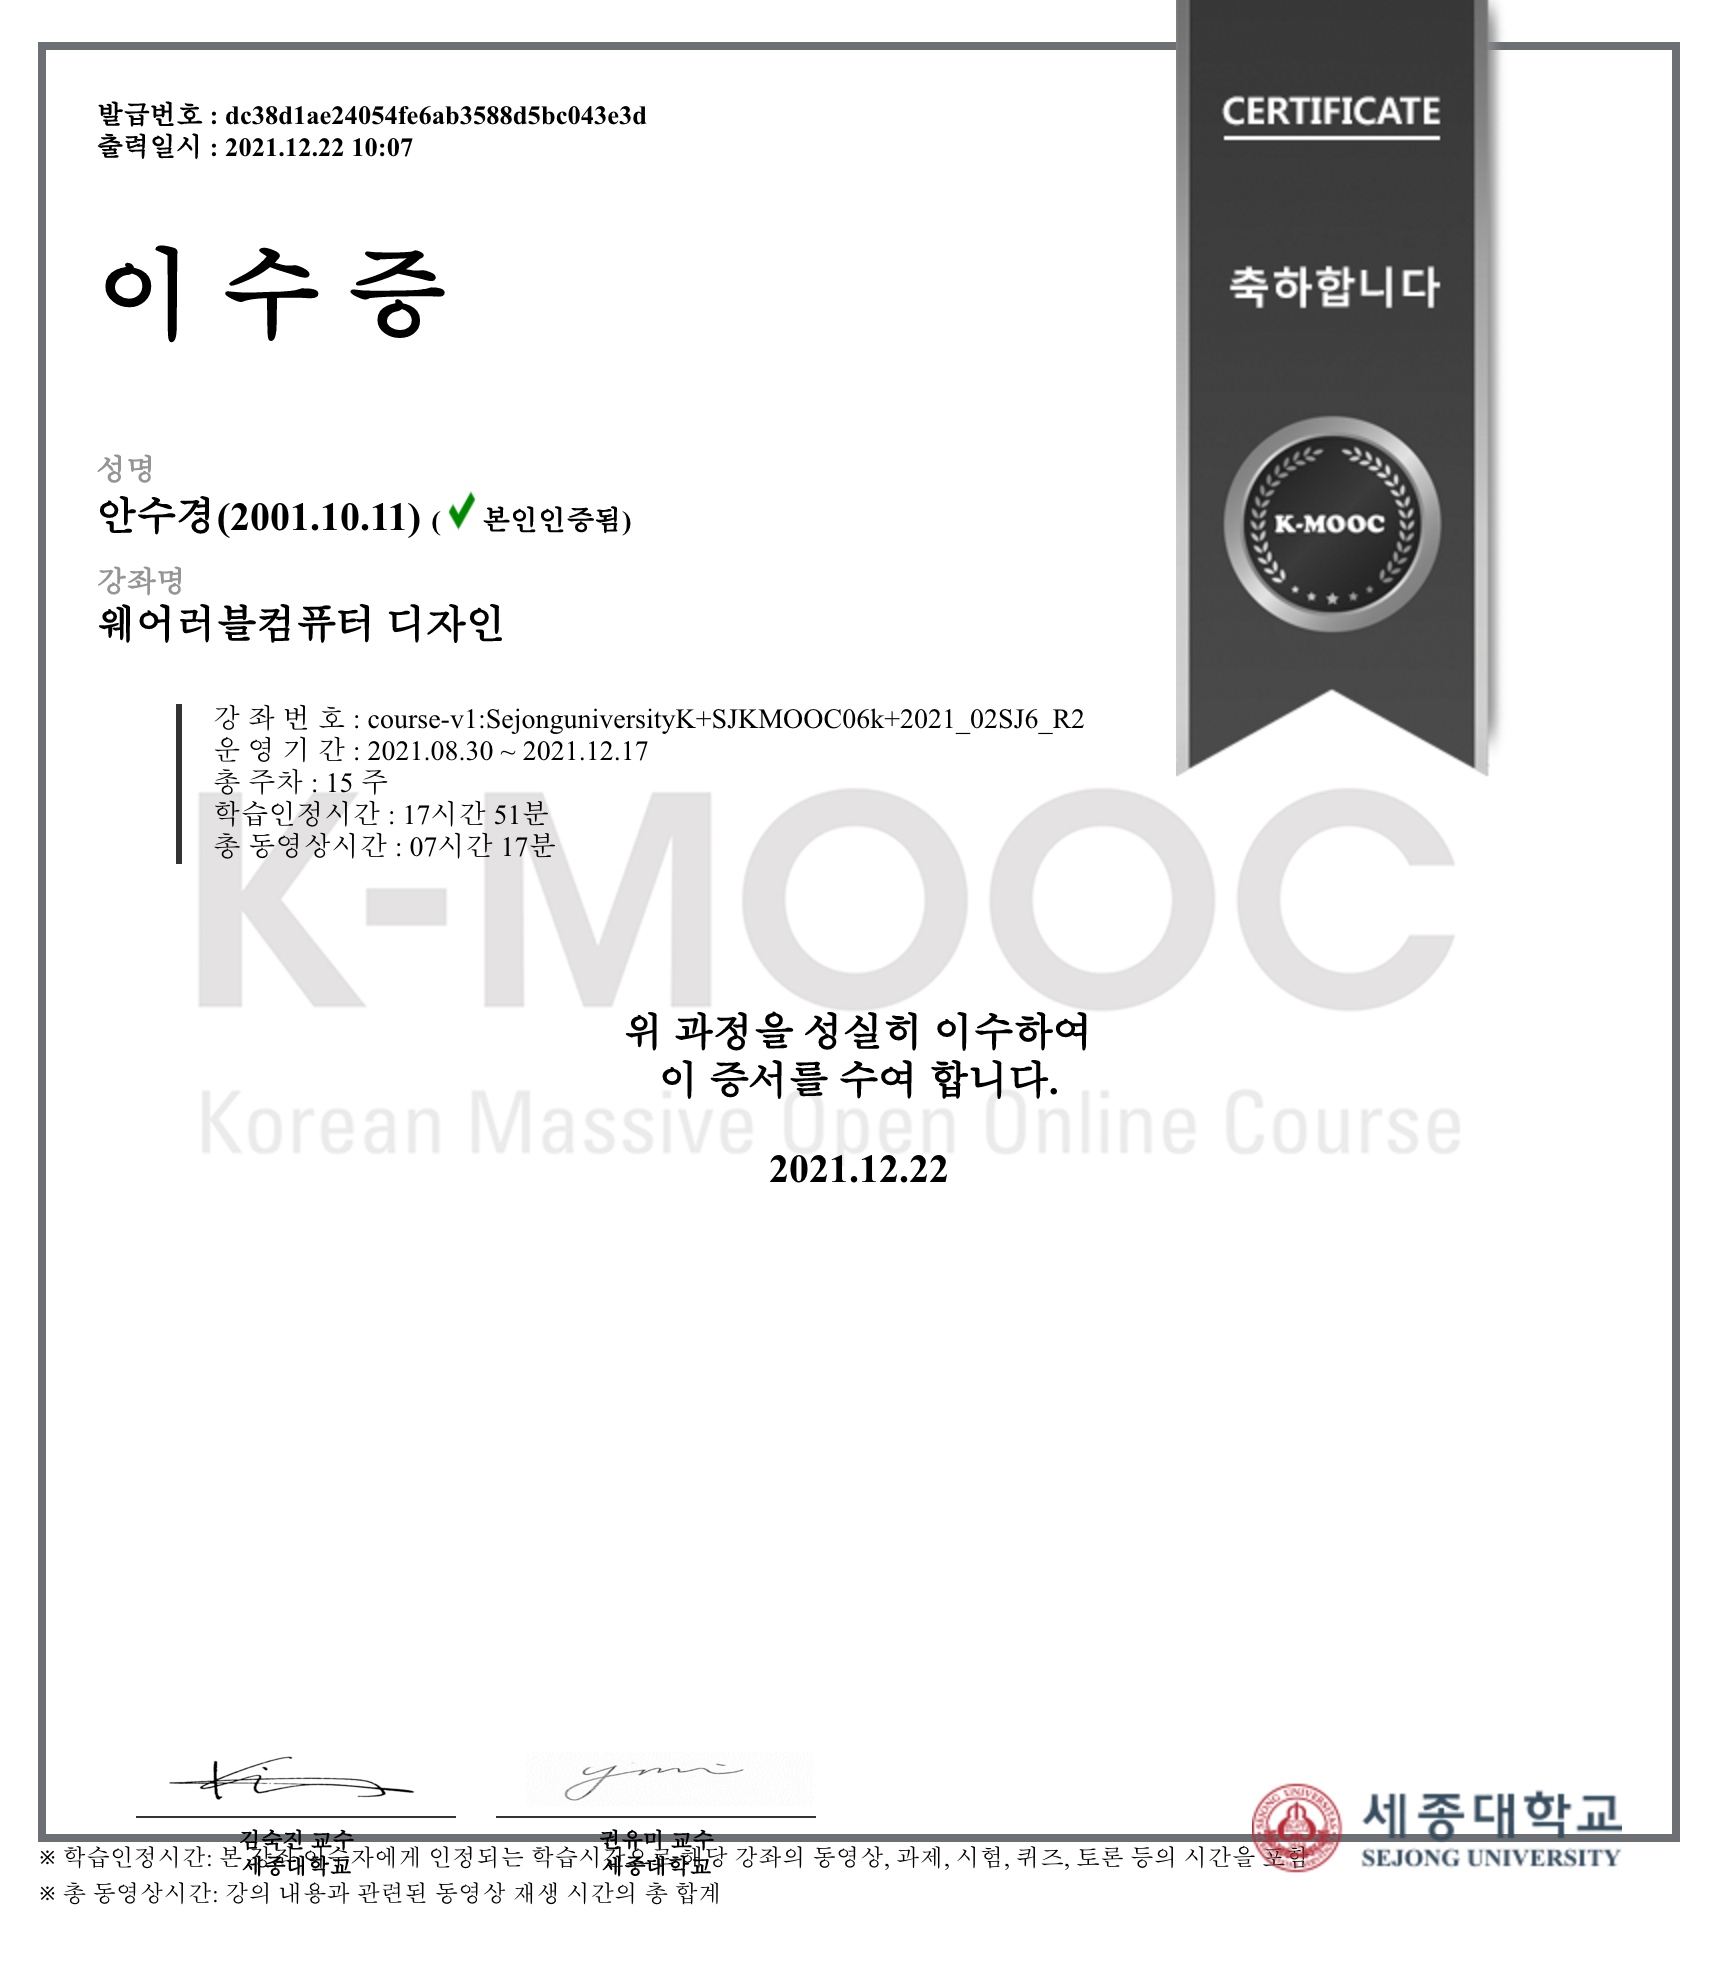 발급번호 : dc38d1ae24054fe6ab3588d5bc043e3d
출력일시 : 2021.12.22 10:07
CERTIFICATE
축하합니다
K-MOOC
이 수 증
성명
안수경(2001.10.11) ( 본인인증됨)
강좌명
웨어러블컴퓨터 디자인
강 좌 번 호 : course-v1:SejonguniversityK+SJKMOOC06k+2021_02SJ6_R2
운 영 기 간 : 2021.08.30 ~ 2021.12.17
총 주차 : 15 주
학습인정시간 : 17시간 51분
총 동영상시간 : 07시간 17분
K-MOOC
위 과정을 성실히 이수하여
이 증서를 수여 합니다.
Korean Massive Open Online Course
2021.12.22
김숙진 교수
세종대학교
권유미 교수
세종대학교
세종대학교
SEJONG UNIVERSITY
※ 학습인정시간: 본 강좌 이수자에게 인정되는 학습시간으로 해당 강좌의 동영상, 과제, 시험, 퀴즈, 토론 등의 시간을 포함
※ 총 동영상시간: 강의 내용과 관련된 동영상 재생 시간의 총 합계